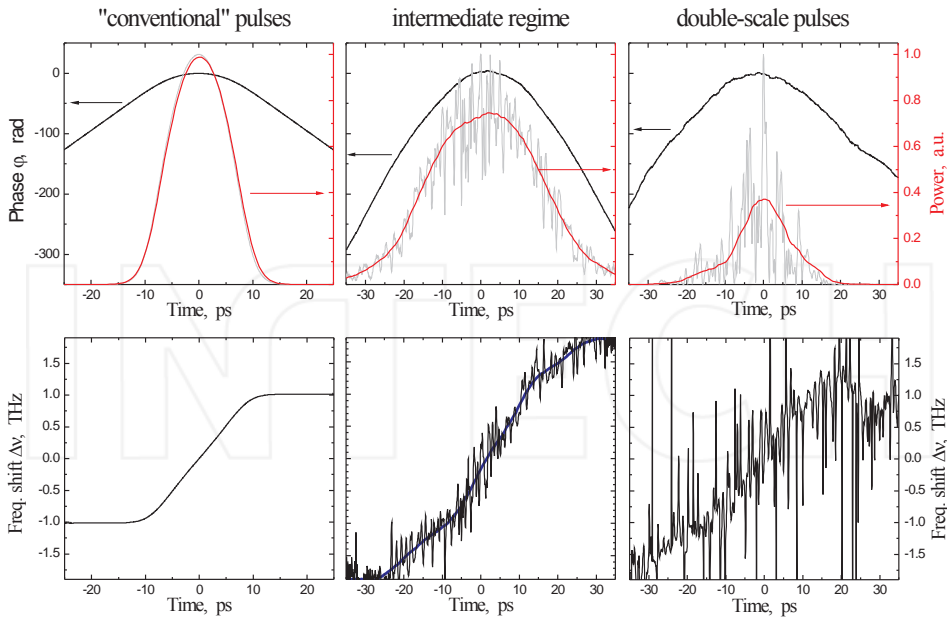 "conventional" pulses
intermediate regime
double-scale pulses
Phase φ, rad
0
-100
-200
-300
1.0
0.8
0.6
0.4
0.2
0.0
Power, a.u.
-20 -10 0 10 20
-30 -20 -10 0 10 20 30
-30 -20 -10 0 10 20 30
Time, ps
Time, ps
Time, ps
INTECH
Freq. shift Δν, THz
1.5
1.0
0.5
0.0
-0.5
-1.0
-1.5
1.5
1.0
0.5
0.0
-0.5
-1.0
-1.5
Freq. shift Δν, THz
-20 -10 0 10 20
-30 -20 -10 0 10 20 30
-30 -20 -10 0 10 20 30
Time, ps
Time, ps
Time, ps